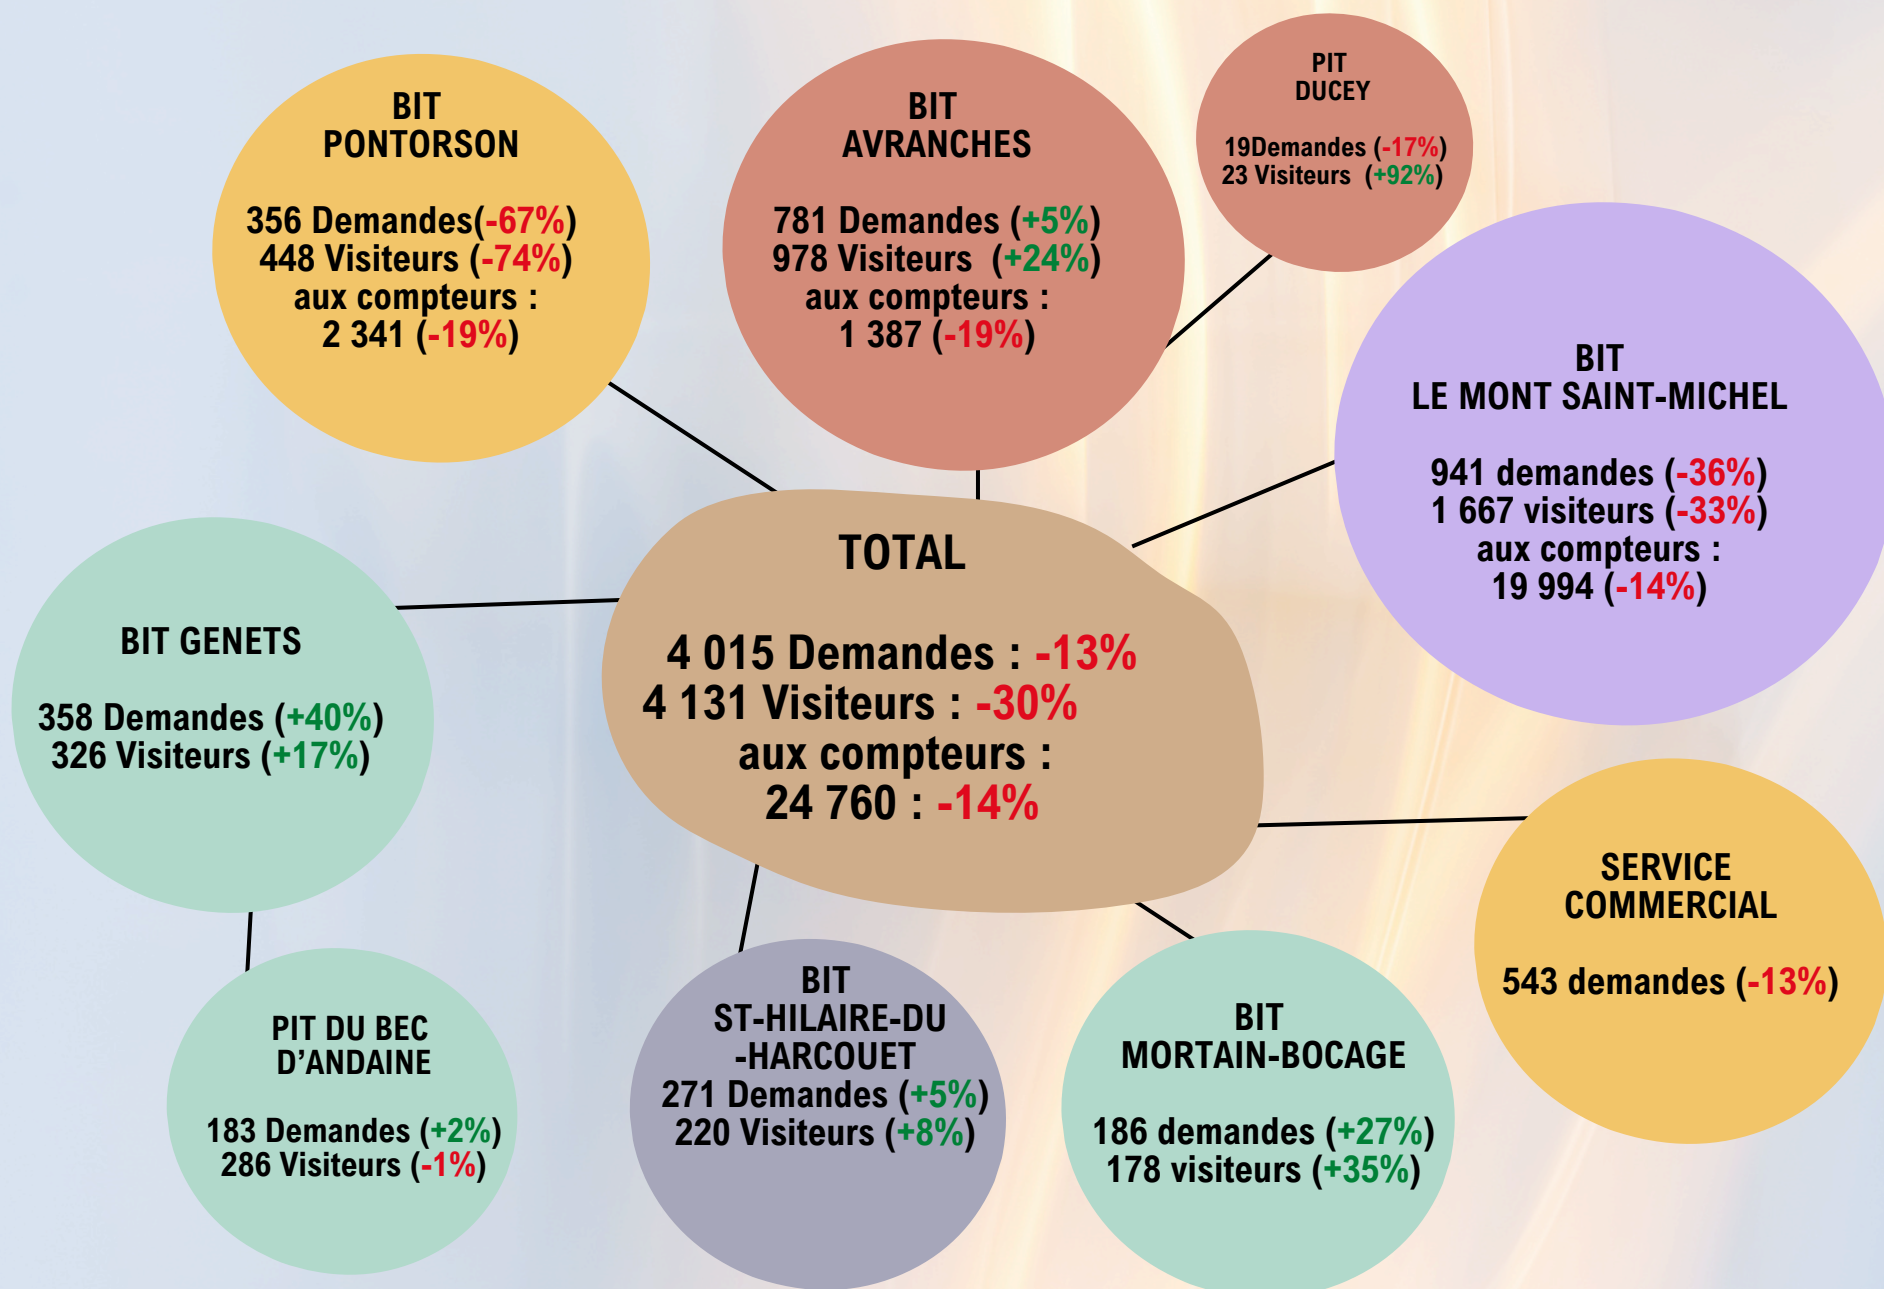 BIT
PONTORSON
356 Demandes(-67%)
448 Visiteurs (-74%)
aux compteurs :
2 341 (-19%)
BIT
AVRANCHES
781 Demandes (+5%)
978 Visiteurs (+24%)
aux compteurs :
1 387 (-19%)
PIT
DUCEY
19Demandes (-17%)
23 Visiteurs (+92%)
BIT
LE MONT SAINT-MICHEL
941 demandes (-36%)
1 667 visiteurs (-33%)
aux compteurs :
19 994 (-14%)
TOTAL
4 015 Demandes : -13%
4 131 Visiteurs : -30%
aux compteurs :
24 760 : -14%
BIT GENETS
358 Demandes (+40%)
326 Visiteurs (+17%)
SERVICE
COMMERCIAL
543 demandes (-13%)
PIT DU BEC
D’ANDAINE
183 Demandes (+2%)
286 Visiteurs (-1%)
BIT
ST-HILAIRE-DU
-HARCOUET
271 Demandes (+5%)
220 Visiteurs (+8%)
BIT
MORTAIN-BOCAGE
186 demandes (+27%)
178 visiteurs (+35%)